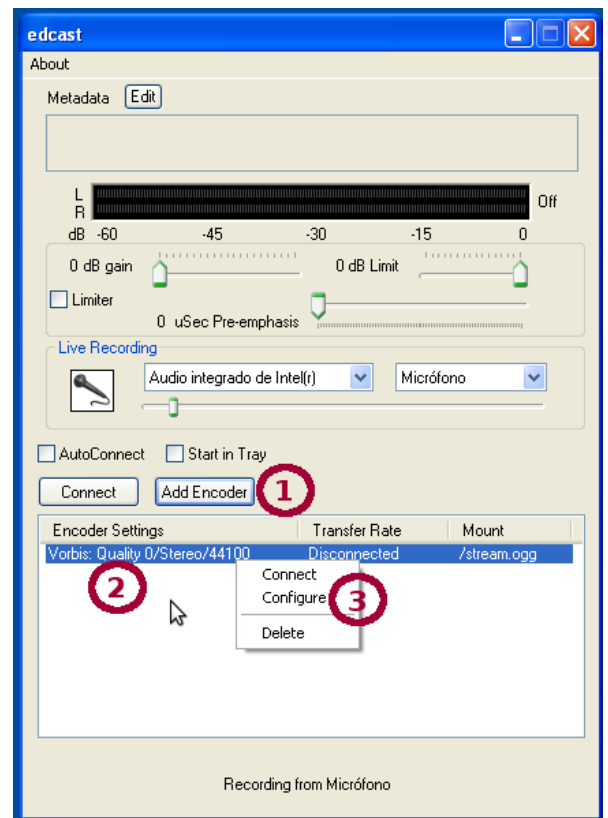 edcast
About
Metadata Edit
L
R
Off
dB -60 -45 -30 -15 0
0 dB gain 0 dB Limit
Limiter
0 uSec Pre-emphasis
Live Recording
Audio integrado de Intel(r) Micrófono
AutoConnect Start in Tray
Connect Add Encoder 1
Encoder Settings Transfer Rate Mount
Vorbis: Quality 0/Stereo/44100 Disconnected /stream.ogg
Connect
2 Configure 3
Delete
Recording from Micrófono